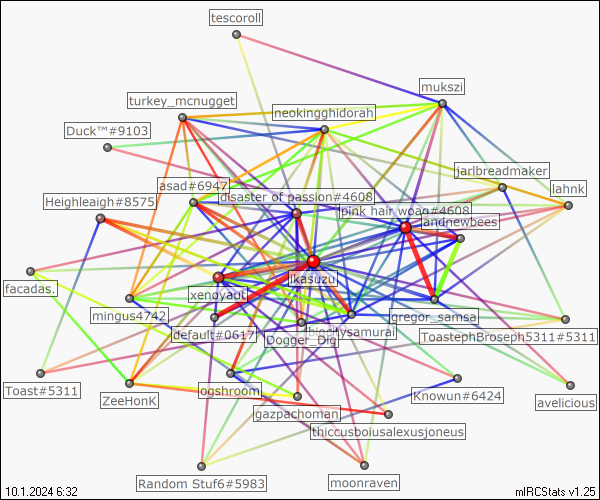 tescoroll
mukszi
turkey_mcnugget
neokingghidorah
Duck™#9103
jarlbreadmaker
asad#6947
lahnk
disaster of passion#4608
Heighleaigh#8575
pink hair woan#4608
andrewbees
ikasuzu
facadas.
xenoyaut
mingus4742
gregor_samsa
default#0617
Dogger_Dig
ToastephBroseph5311#5311
Toast#5311
ZeeHonK
ogshroom
Knowun#6424
avelicious
gazpachoman
thiccusboiusalexusjoneus
Random Stuf6#5983
moonraven
10.1.2024 6:32
mIRCStats v1.25